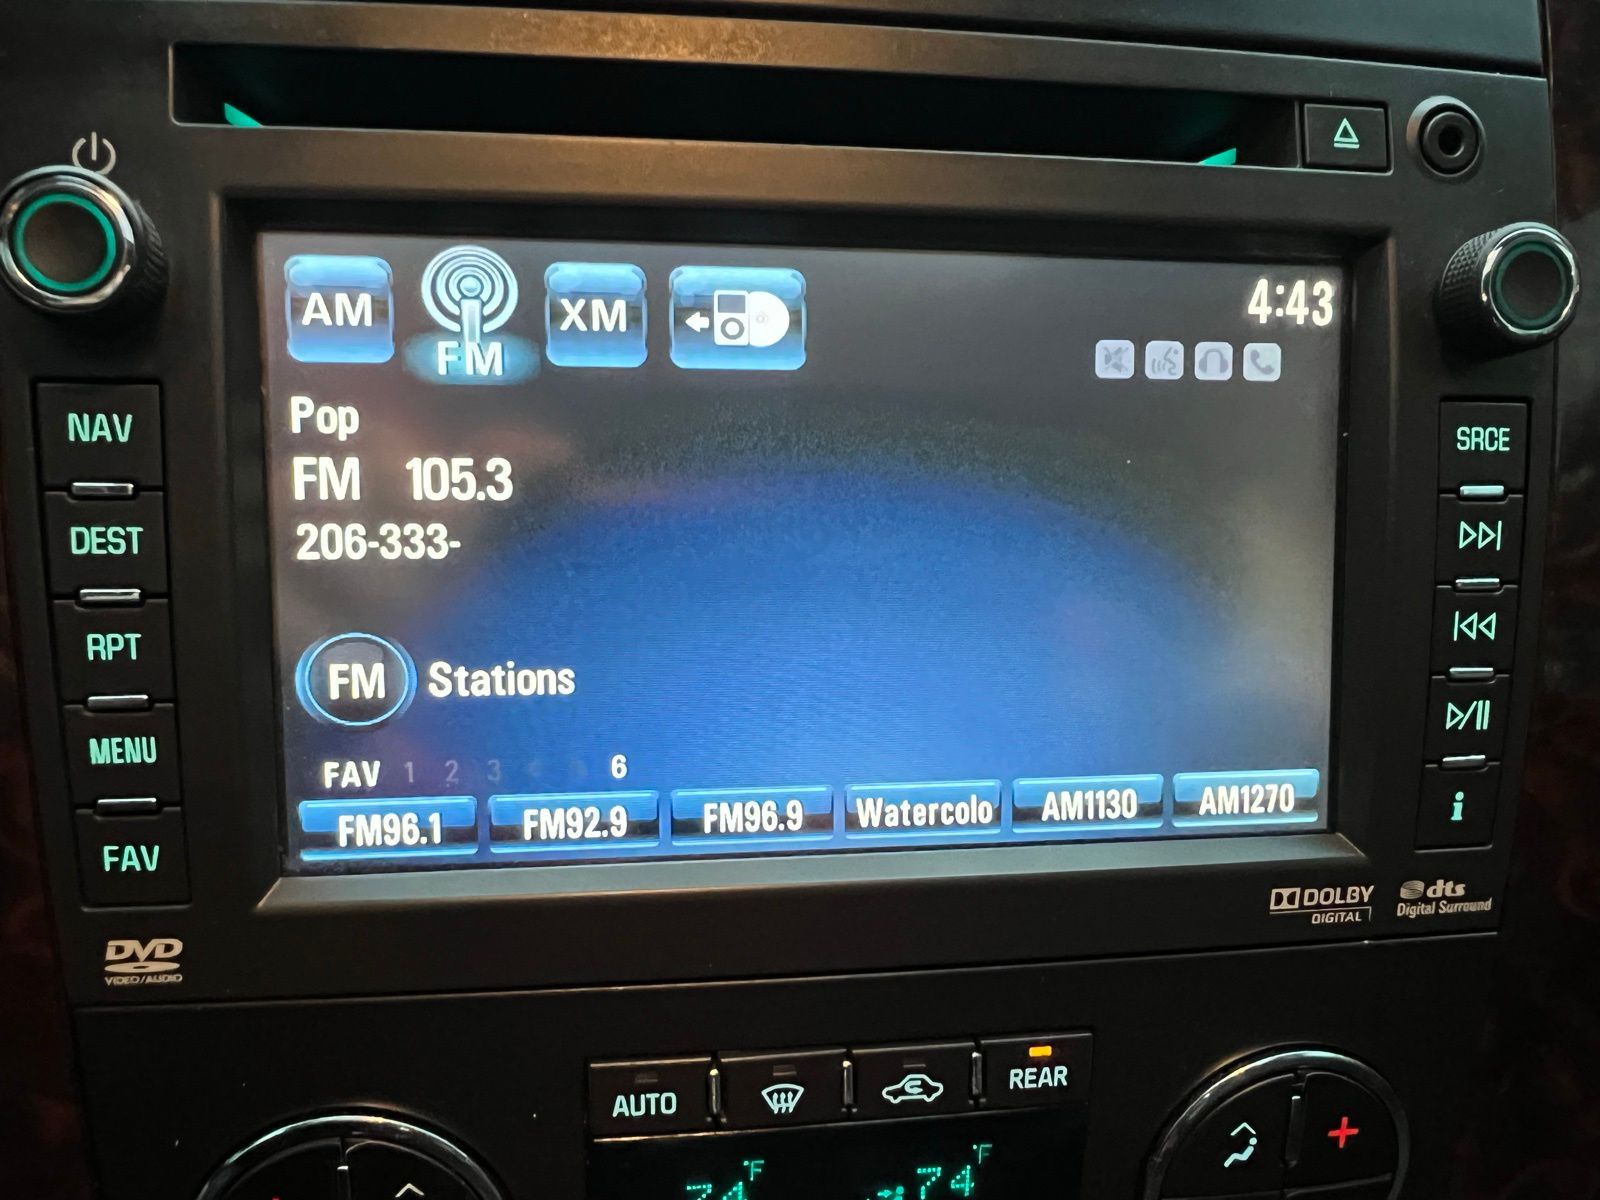 AM FM XM
4:43
Pop
FM 105.3
206-333-
FM Stations
FAV 1 2 3 6
FM96.1 FM92.9 FM96.9 Watercolo AM1130 AM1270
NAV
DEST
RPT
MENU
FAV
SRCE
i
DVD
VIDEO/AUDIO
DOLBY
DIGITAL
dts
Digital Surround
AUTO
REAR
74°F
74°F